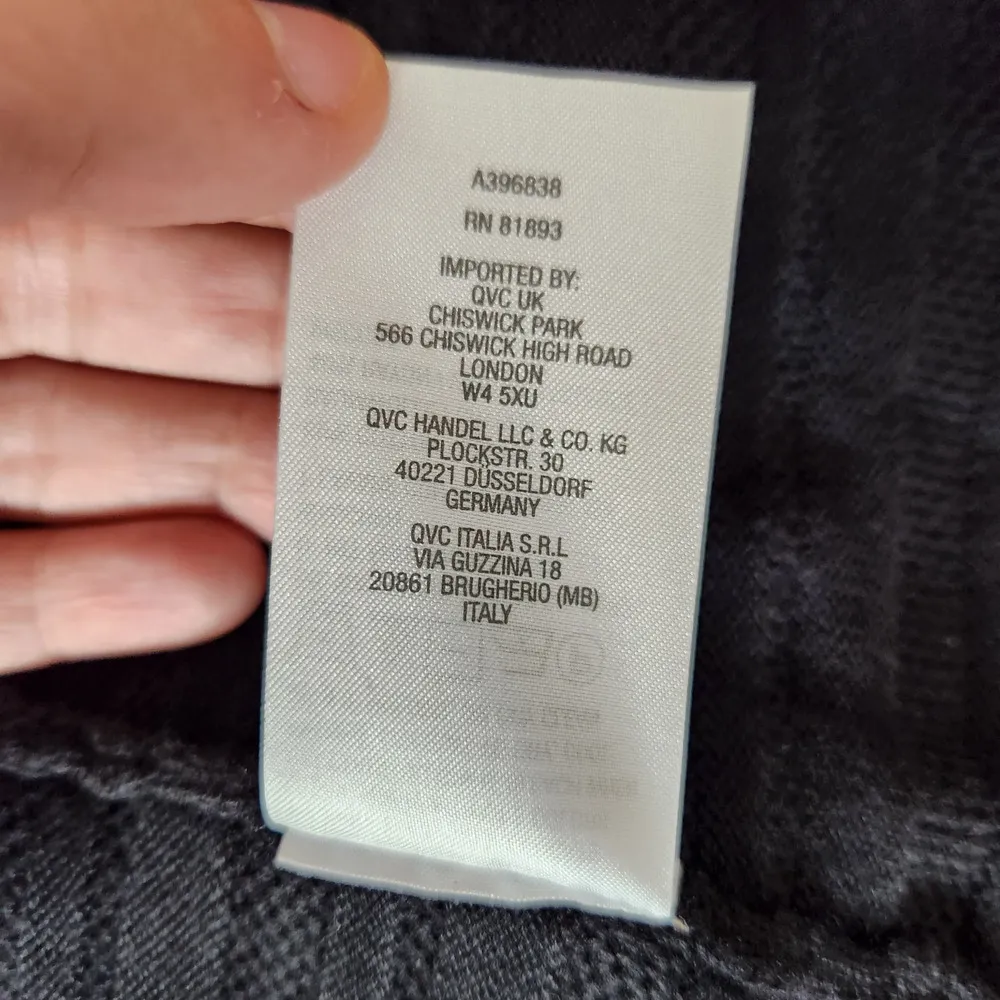 A396838
RN 81893
IMPORTED BY:
QVC UK
CHISWICK PARK
566 CHISWICK HIGH ROAD
LONDON
W4 5XU
QVC HANDEL LLC & CO. KG
PLOCKSTR. 30
40221 DÜSSELDORF
GERMANY
QVC ITALIA S.R.L
VIA GUZZINA 18
20861 BRUGHERIO (MB)
ITALY